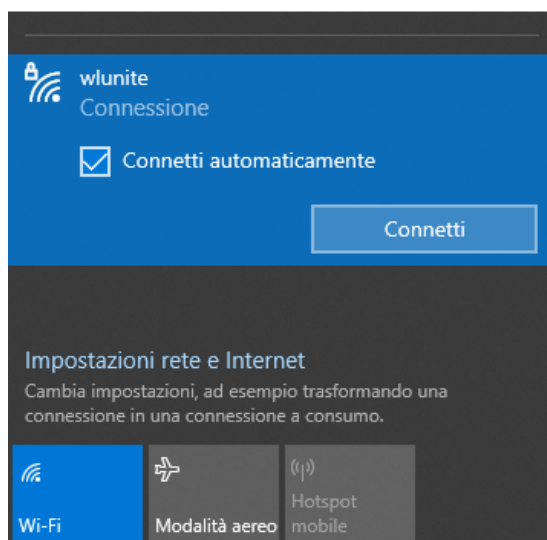 wlunite
Connessione
Connetti automaticamente
Connetti
Impostazioni rete e Internet
Cambia impostazioni, ad esempio trasformando una
connessione in una connessione a consumo.
Wi-Fi
Modalità aereo
Hotspot
mobile